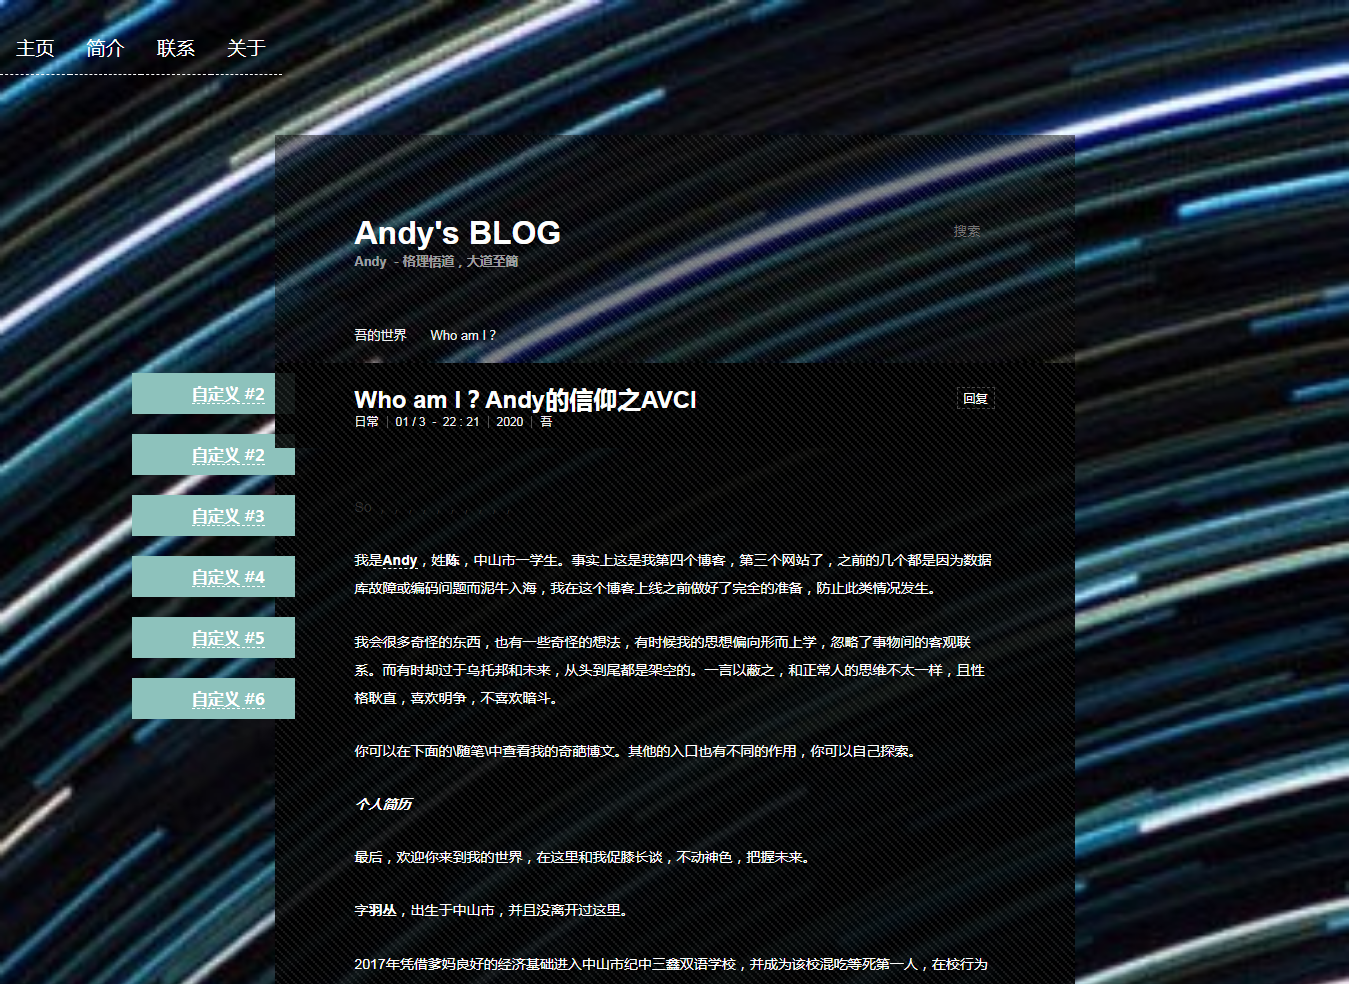 主页 简介 联系 关于
Andy's BLOG
搜索
Andy - 格理悟道，大道至簡
吾的世界 Who am I ?
自定义 #2
自定义 #2
自定义 #3
自定义 #4
自定义 #5
自定义 #6
Who am I ? Andy的信仰之AVCI
回复
日常 | 01 / 3 - 22 : 21 | 2020 | 吾
So , , , , , , , , , ,
我是Andy，姓陈，中山市一学生。事实上这是我第四个博客，第三个网站了，之前的几个都是因为数据
库故障或编码问题而泥牛入海，我在这个博客上线之前做好了完全的准备，防止此类情况发生。
我会很多奇怪的东西，也有一些奇怪的想法，有时候我的思想偏向形而上学，忽略了事物间的客观联
系。而有时却过于乌托邦和未来，从头到尾都是架空的。一言以蔽之，和正常人的思维不太一样，且性
格耿直，喜欢明争，不喜欢暗斗。
你可以在下面的\随笔\中查看我的奇葩博文。其他的入口也有不同的作用，你可以自己探索。
个人简历
最后，欢迎你来到我的世界，在这里和我促膝长谈，不动神色，把握未来。
字羽丛，出生于中山市，并且没离开过这里。
2017年凭借爹妈良好的经济基础进入中山市纪中三鑫双语学校，并成为该校混吃等死第一人，在校行为